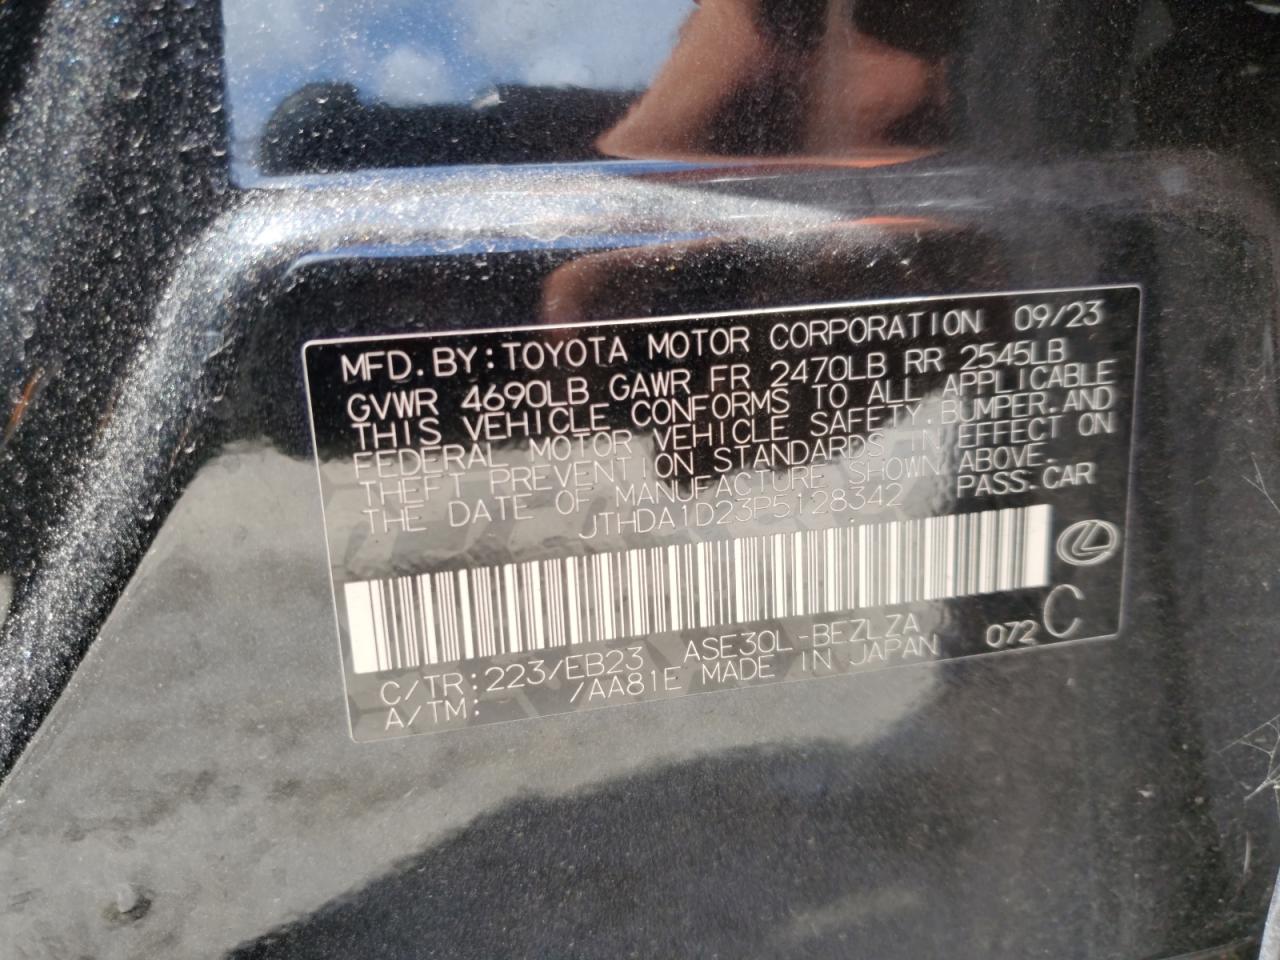 MFD. BY: TOYOTA MOTOR CORPORATION 09/23
GVWR 4690LB GAWR FR 2470LB RR 2545LB
THIS VEHICLE CONFORMS TO ALL APPLICABLE
FEDERAL MOTOR VEHICLE SAFETY, BUMPER, AND
THEFT PREVENTION STANDARDS IN EFFECT ON
THE DATE OF MANUFACTURE SHOWN ABOVE.
JTHDA1D23P5128342 PASS. CAR
C/TR: 223/EB23 ASE30L-BEZLZA 072 C
A/TM: /AA81E MADE IN JAPAN